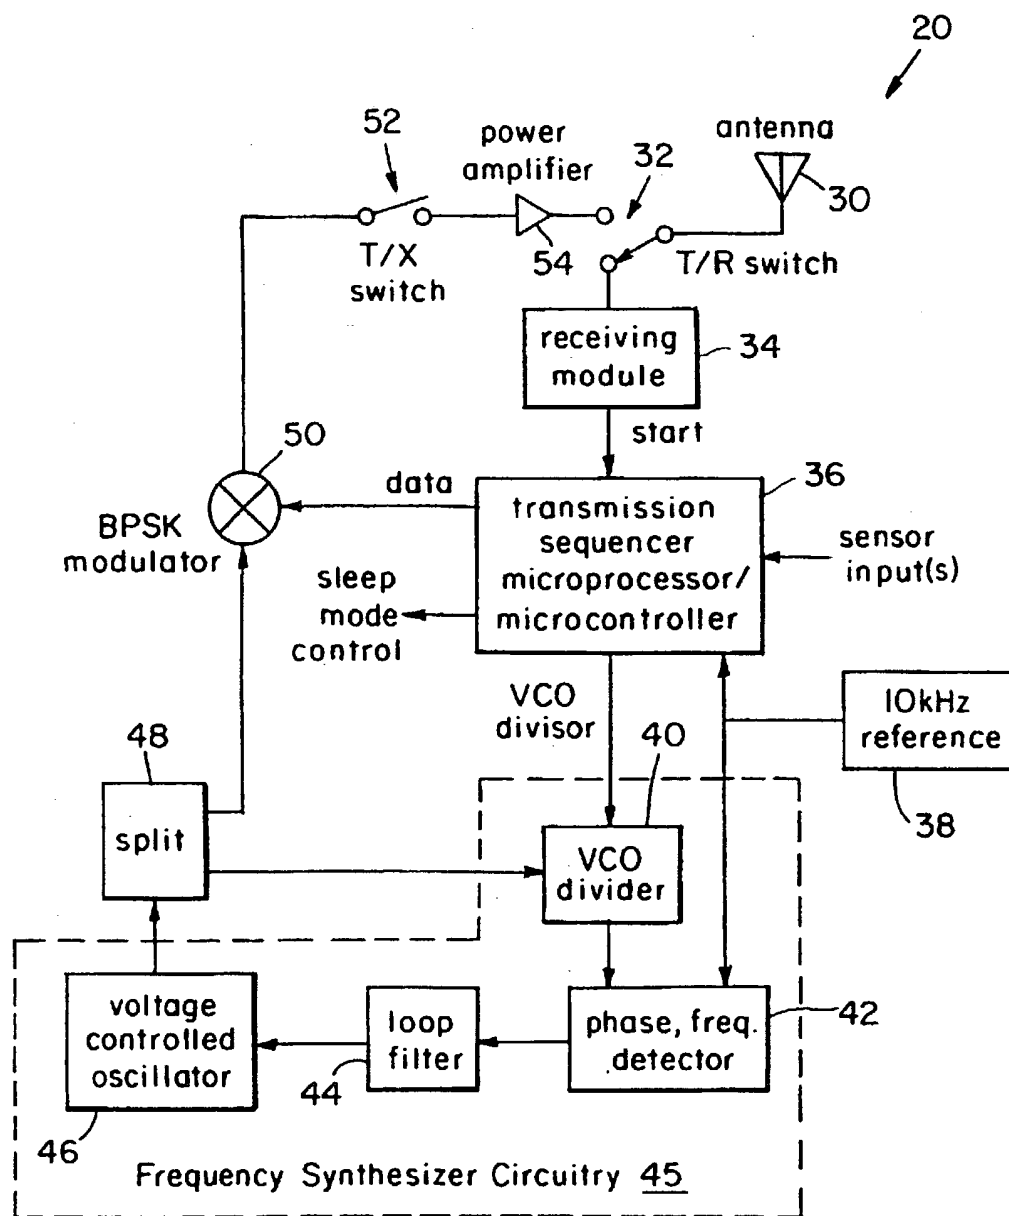 20
52
power
amplifier
32
antenna
30
T/X
switch
54
T/R switch
receiving
module
34
start
50
data
36
BPSK
modulator
transmission
sequencer
microprocessor/
microcontroller
sensor
input(s)
sleep
mode
control
VCO
divisor
10kHz
reference
38
48
40
split
VCO
divider
voltage
controlled
oscillator
loop
filter
phase, freq.
detector
42
44
46
Frequency Synthesizer Circuitry 45